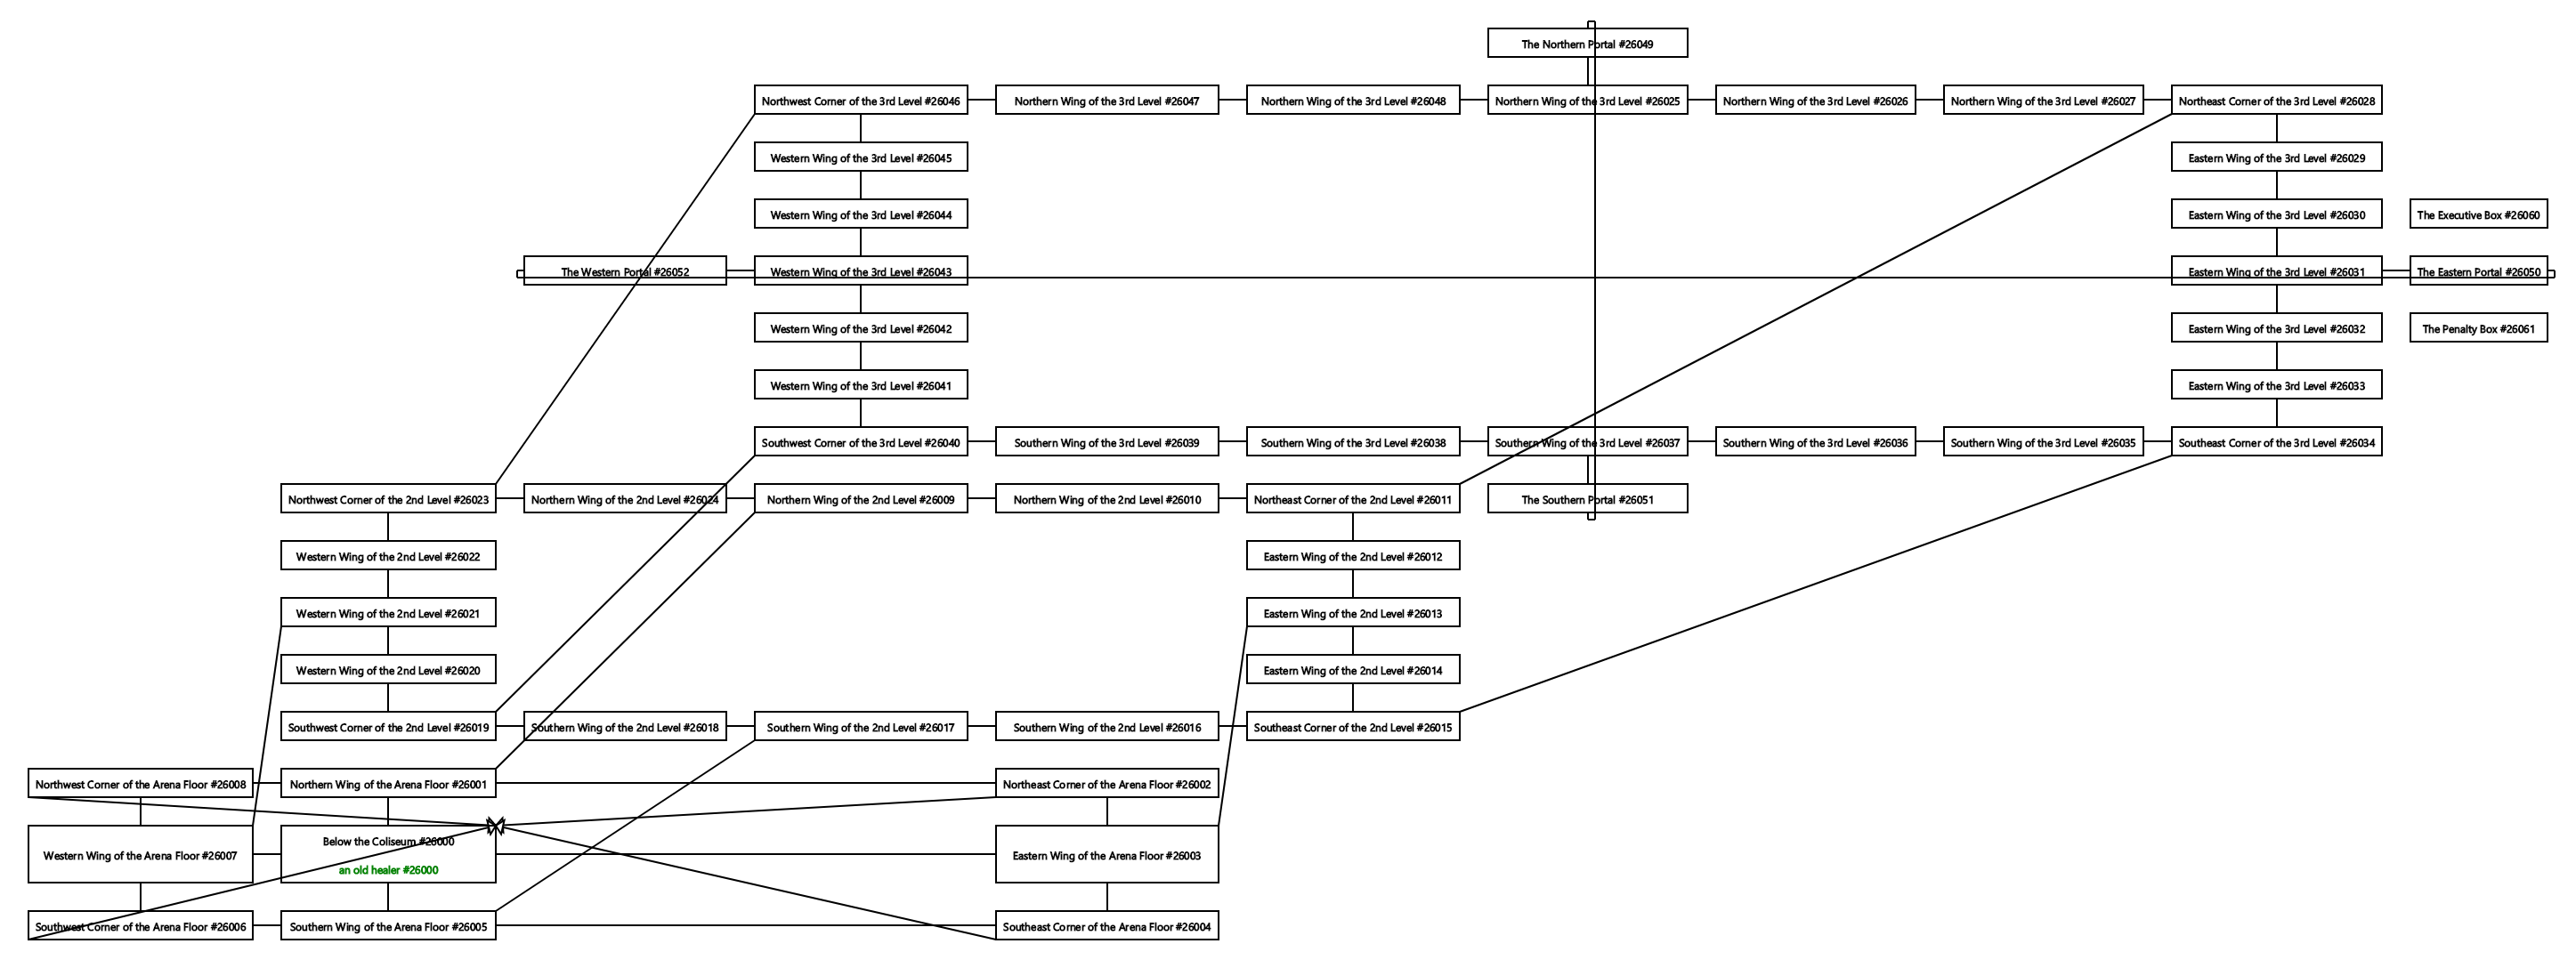 The Northern Portal #26049
Northwest Corner of the 3rd Level #26046
Northern Wing of the 3rd Level #26047
Northern Wing of the 3rd Level #26048
Northern Wing of the 3rd Level #26025
Northern Wing of the 3rd Level #26026
Northern Wing of the 3rd Level #26027
Northeast Corner of the 3rd Level #26028
Western Wing of the 3rd Level #26045
Eastern Wing of the 3rd Level #26029
Western Wing of the 3rd Level #26044
Eastern Wing of the 3rd Level #26030
The Executive Box #26060
The Western Portal #26052
Western Wing of the 3rd Level #26043
Eastern Wing of the 3rd Level #26031
The Eastern Portal #26050
Western Wing of the 3rd Level #26042
Eastern Wing of the 3rd Level #26032
The Penalty Box #26061
Western Wing of the 3rd Level #26041
Eastern Wing of the 3rd Level #26033
Southwest Corner of the 3rd Level #26040
Southern Wing of the 3rd Level #26039
Southern Wing of the 3rd Level #26038
Southern Wing of the 3rd Level #26037
Southern Wing of the 3rd Level #26036
Southern Wing of the 3rd Level #26035
Southeast Corner of the 3rd Level #26034
Northwest Corner of the 2nd Level #26023
Northern Wing of the 2nd Level #26024
Northern Wing of the 2nd Level #26009
Northern Wing of the 2nd Level #26010
Northeast Corner of the 2nd Level #26011
The Southern Portal #26051
Western Wing of the 2nd Level #26022
Eastern Wing of the 2nd Level #26012
Western Wing of the 2nd Level #26021
Eastern Wing of the 2nd Level #26013
Western Wing of the 2nd Level #26020
Eastern Wing of the 2nd Level #26014
Southwest Corner of the 2nd Level #26019
Southern Wing of the 2nd Level #26018
Southern Wing of the 2nd Level #26017
Southern Wing of the 2nd Level #26016
Southeast Corner of the 2nd Level #26015
Northwest Corner of the Arena Floor #26008
Northern Wing of the Arena Floor #26001
Northeast Corner of the Arena Floor #26002
Western Wing of the Arena Floor #26007
Below the Coliseum #26000
an old healer #26000
Eastern Wing of the Arena Floor #26003
Southwest Corner of the Arena Floor #26006
Southern Wing of the Arena Floor #26005
Southeast Corner of the Arena Floor #26004